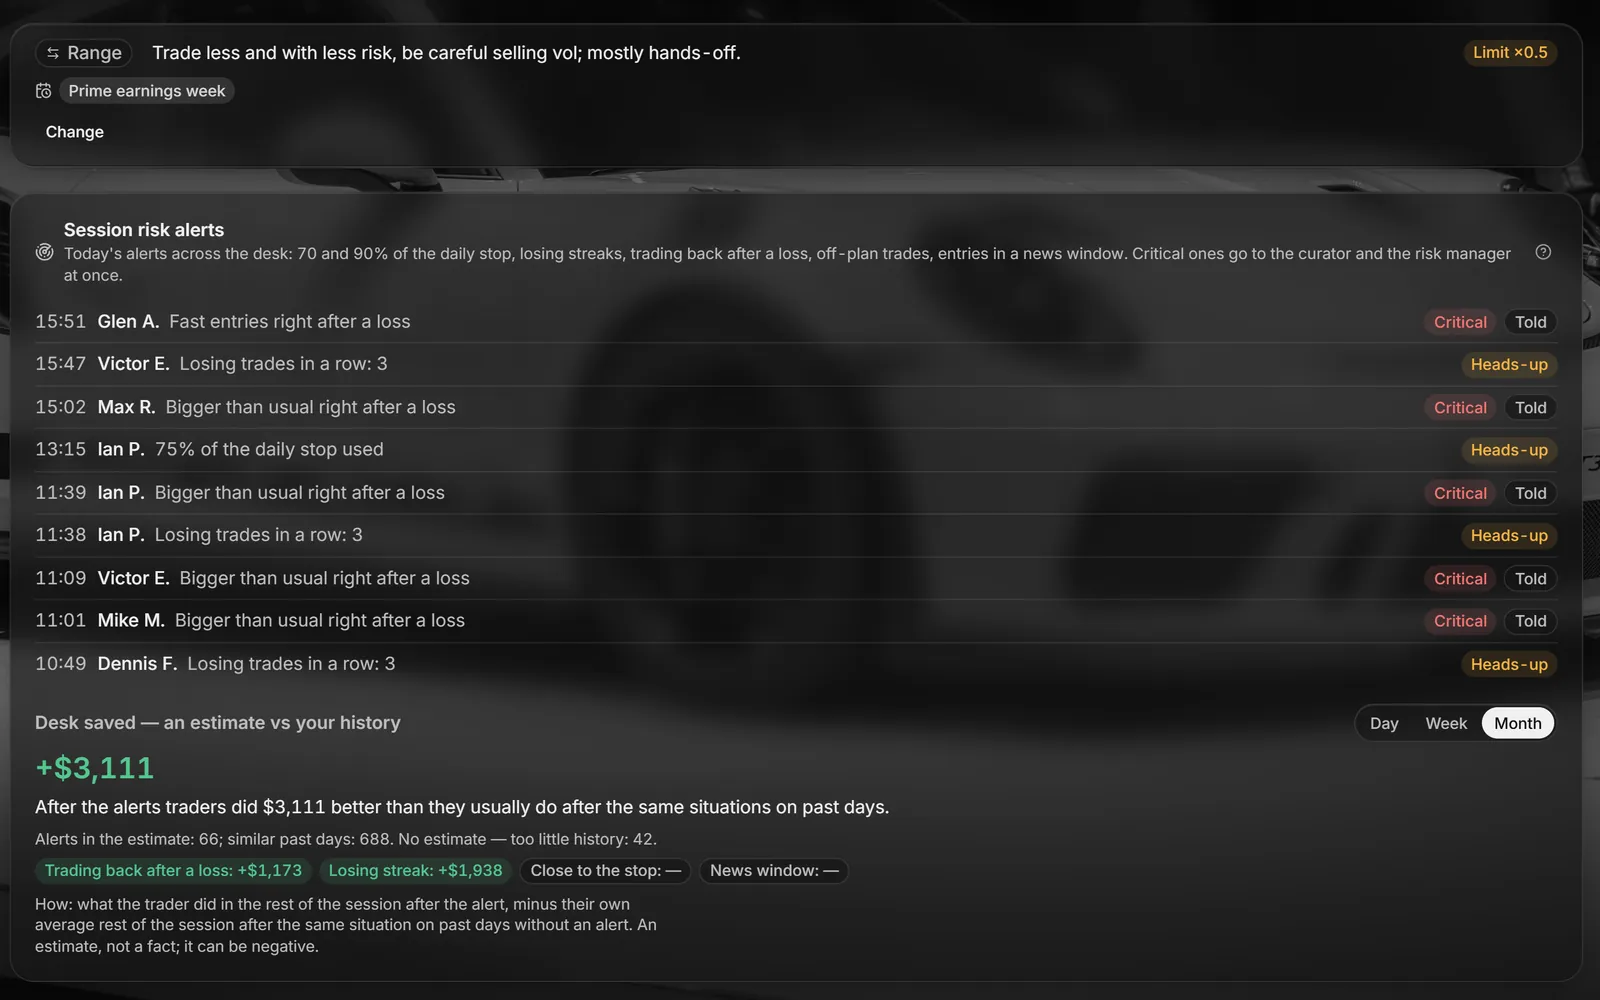 Range Trade less and with less risk, be careful selling vol; mostly hands-off. Limit ×0.5
Prime earnings week
Change
Session risk alerts
Today's alerts across the desk: 70 and 90% of the daily stop, losing streaks, trading back after a loss, off-plan trades, entries in a news window. Critical ones go to the curator and the risk manager
at once.
15:51 Glen A. Fast entries right after a loss Critical Told
15:47 Victor E. Losing trades in a row: 3 Heads-up
15:02 Max R. Bigger than usual right after a loss Critical Told
13:15 Ian P. 75% of the daily stop used Heads-up
11:39 Ian P. Bigger than usual right after a loss Critical Told
11:38 Ian P. Losing trades in a row: 3 Heads-up
11:09 Victor E. Bigger than usual right after a loss Critical Told
11:01 Mike M. Bigger than usual right after a loss Critical Told
10:49 Dennis F. Losing trades in a row: 3 Heads-up
Desk saved — an estimate vs your history Day Week Month
+$3,111
After the alerts traders did $3,111 better than they usually do after the same situations on past days.
Alerts in the estimate: 66; similar past days: 688. No estimate — too little history: 42.
Trading back after a loss: +$1,173 Losing streak: +$1,938 Close to the stop: — News window: —
How: what the trader did in the rest of the session after the alert, minus their own
average rest of the session after the same situation on past days without an alert. An
estimate, not a fact; it can be negative.